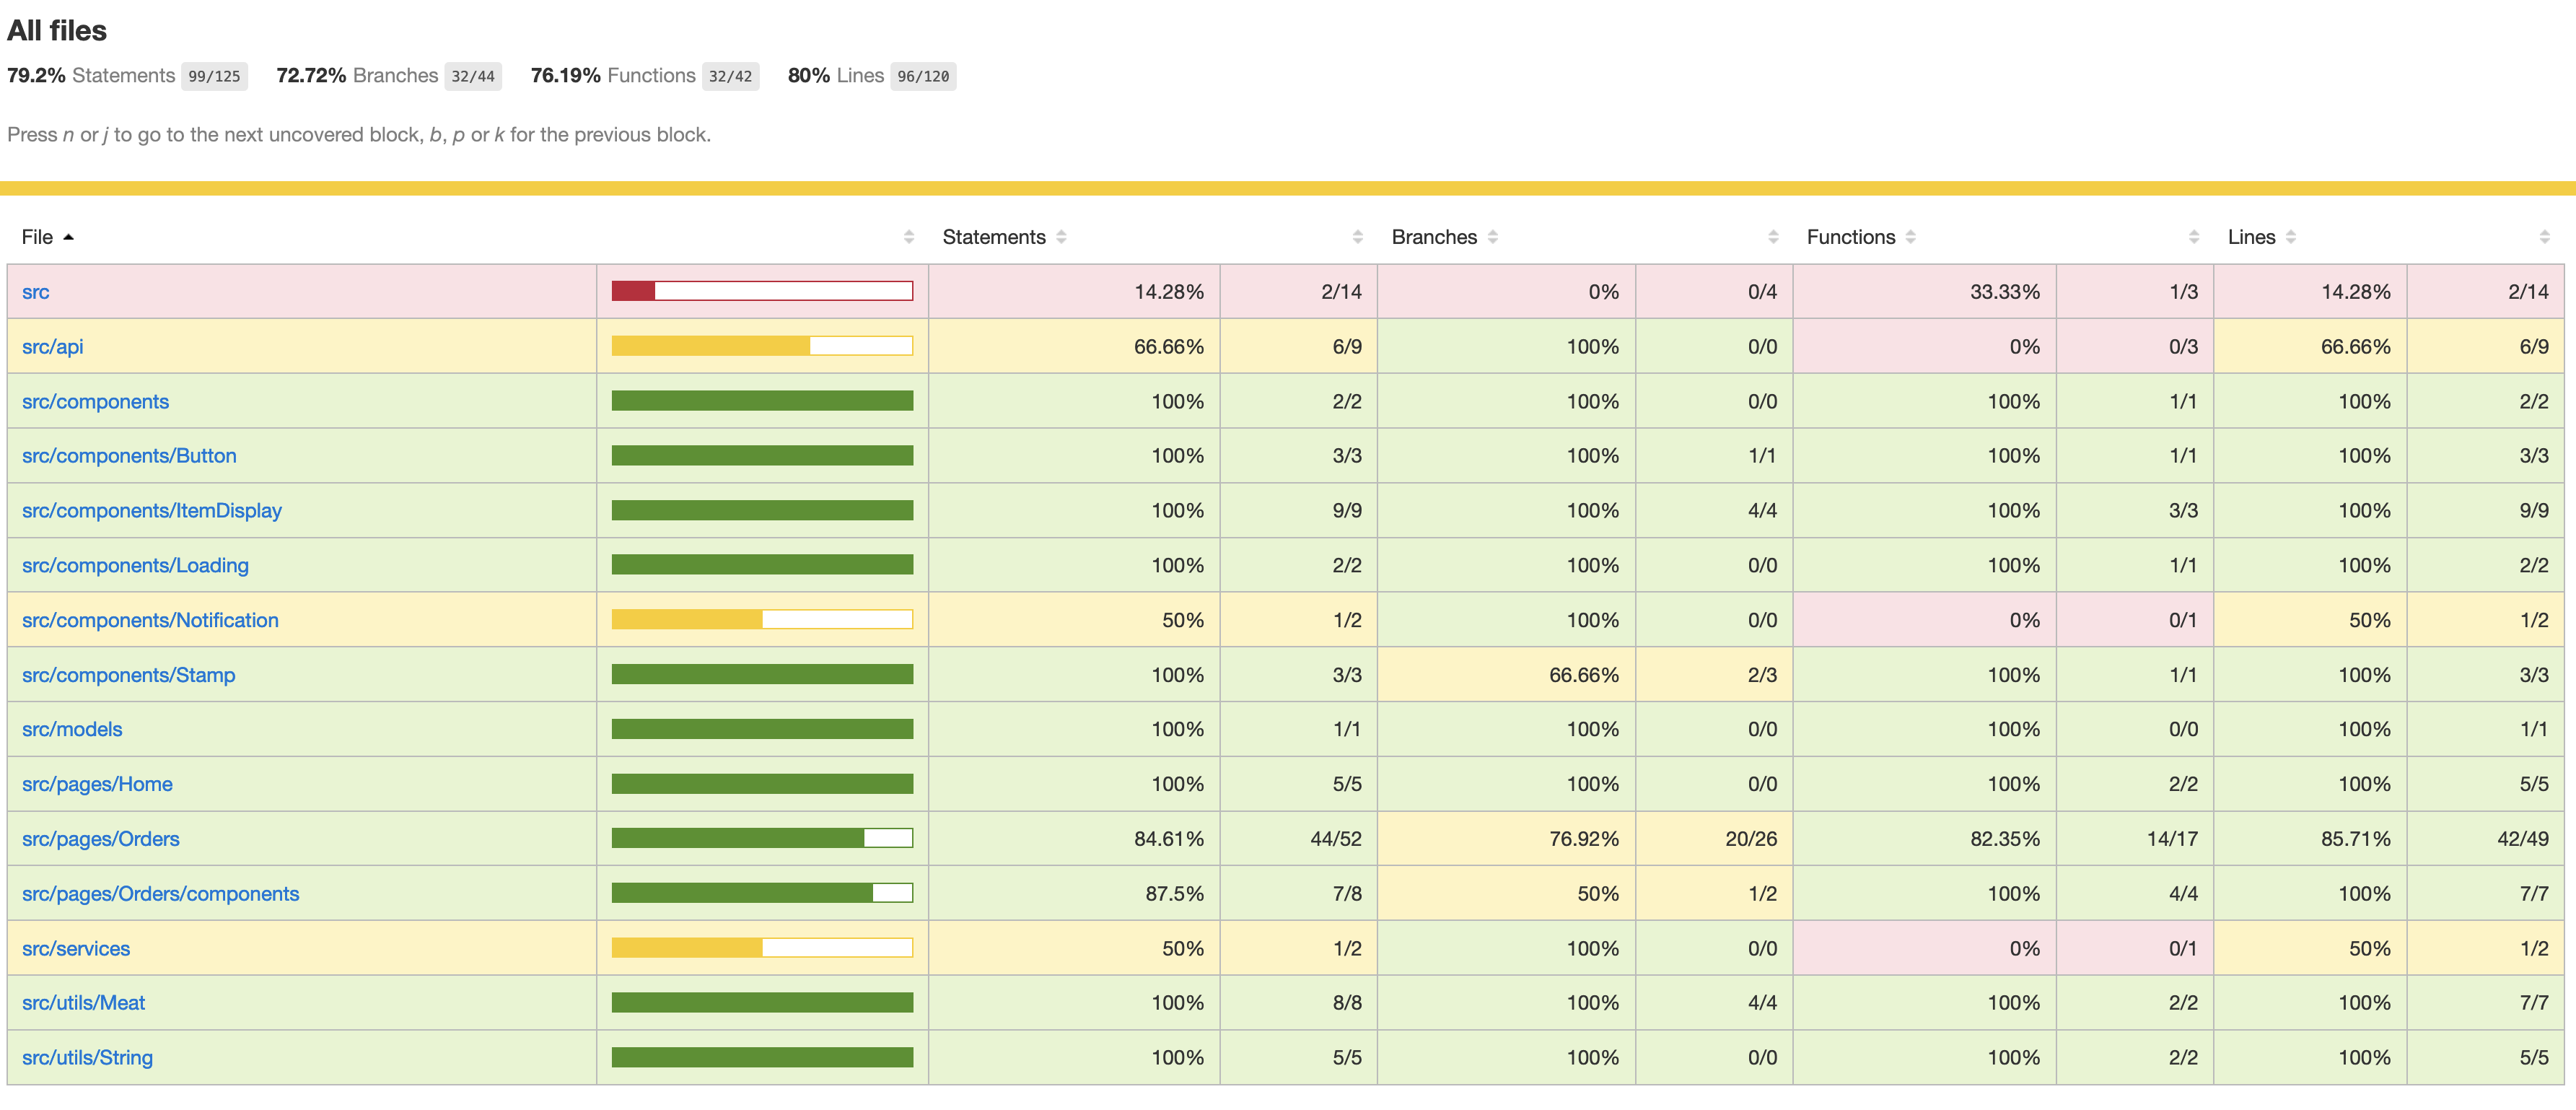 All files
79.2% Statements 99/125 72.72% Branches 32/44 76.19% Functions 32/42 80% Lines 96/120
Press n or j to go to the next uncovered block, b, p or k for the previous block.
File Statements Branches Functions Lines
src 14.28% 2/14 0% 0/4 33.33% 1/3 14.28% 2/14
src/api 66.66% 6/9 100% 0/0 0% 0/3 66.66% 6/9
src/components 100% 2/2 100% 0/0 100% 1/1 100% 2/2
src/components/Button 100% 3/3 100% 1/1 100% 1/1 100% 3/3
src/components/ItemDisplay 100% 9/9 100% 4/4 100% 3/3 100% 9/9
src/components/Loading 100% 2/2 100% 0/0 100% 1/1 100% 2/2
src/components/Notification 50% 1/2 100% 0/0 0% 0/1 50% 1/2
src/components/Stamp 100% 3/3 66.66% 2/3 100% 1/1 100% 3/3
src/models 100% 1/1 100% 0/0 100% 0/0 100% 1/1
src/pages/Home 100% 5/5 100% 0/0 100% 2/2 100% 5/5
src/pages/Orders 84.61% 44/52 76.92% 20/26 82.35% 14/17 85.71% 42/49
src/pages/Orders/components 87.5% 7/8 50% 1/2 100% 4/4 100% 7/7
src/services 50% 1/2 100% 0/0 0% 0/1 50% 1/2
src/utils/Meat 100% 8/8 100% 4/4 100% 2/2 100% 7/7
src/utils/String 100% 5/5 100% 0/0 100% 2/2 100% 5/5